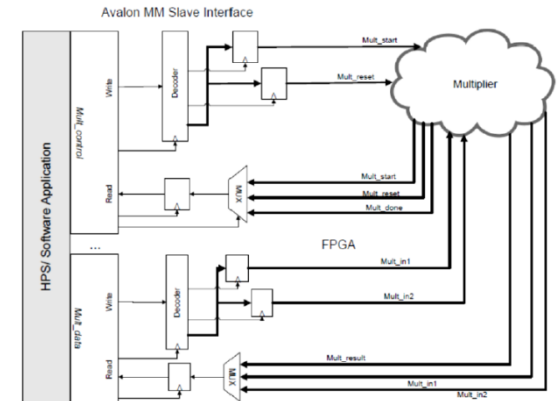 Avalon MM Slave Interface
HPS/ Software Application
Mult_control
Write
Decoder
Mult_start
Mult_reset
Multiplier
Read
MUX
Mult_start
Mult_reset
Mult_done
...
FPGA
Mult_data
Write
Decoder
Mult_in1
Mult_in2
Read
MUX
Mult_result
Mult_in1
Mult_in2